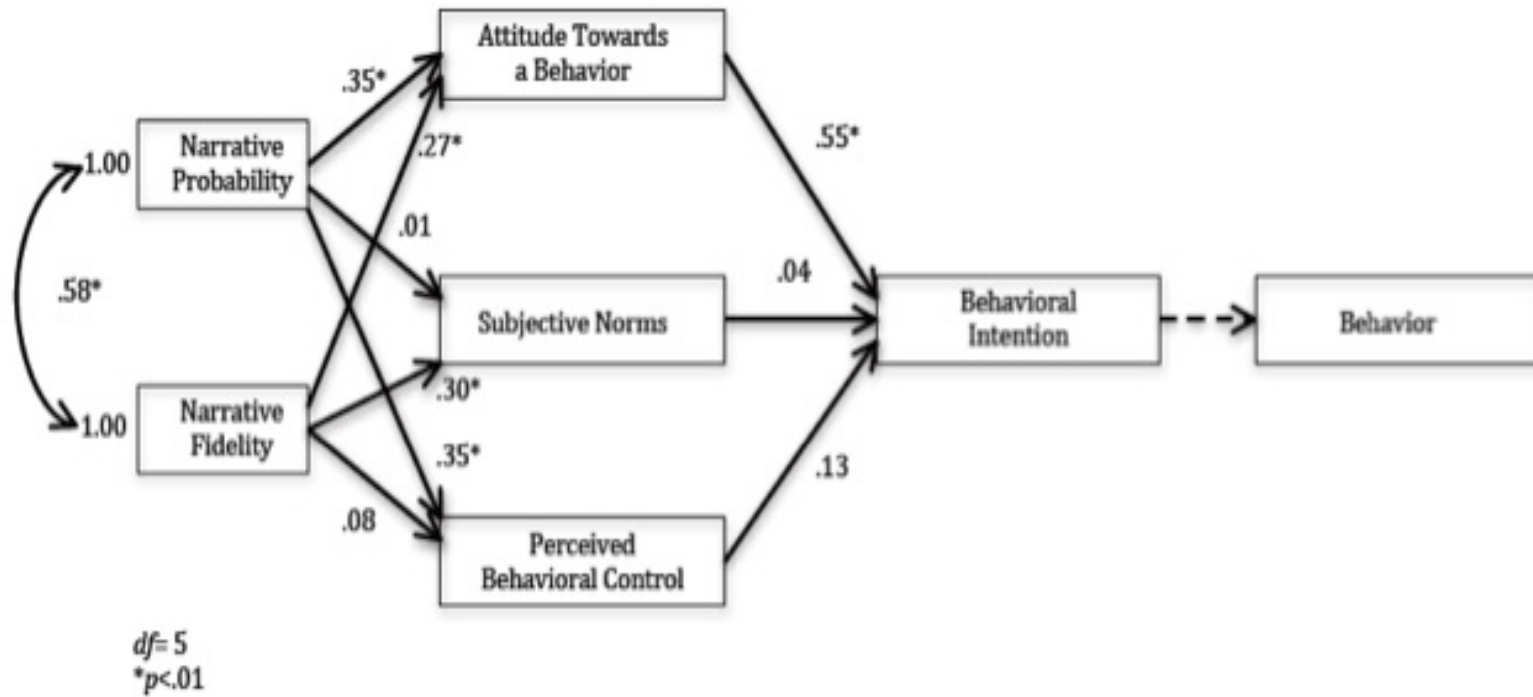 Attitude Towards
a Behavior
.35*
1.00
Narrative
Probability
.27*
.55*
.01
.58*
.04
Subjective Norms
Behavioral
Intention
Behavior
.30*
1.00
Narrative
Fidelity
.35*
.13
.08
Perceived
Behavioral Control
df= 5
*p<.01